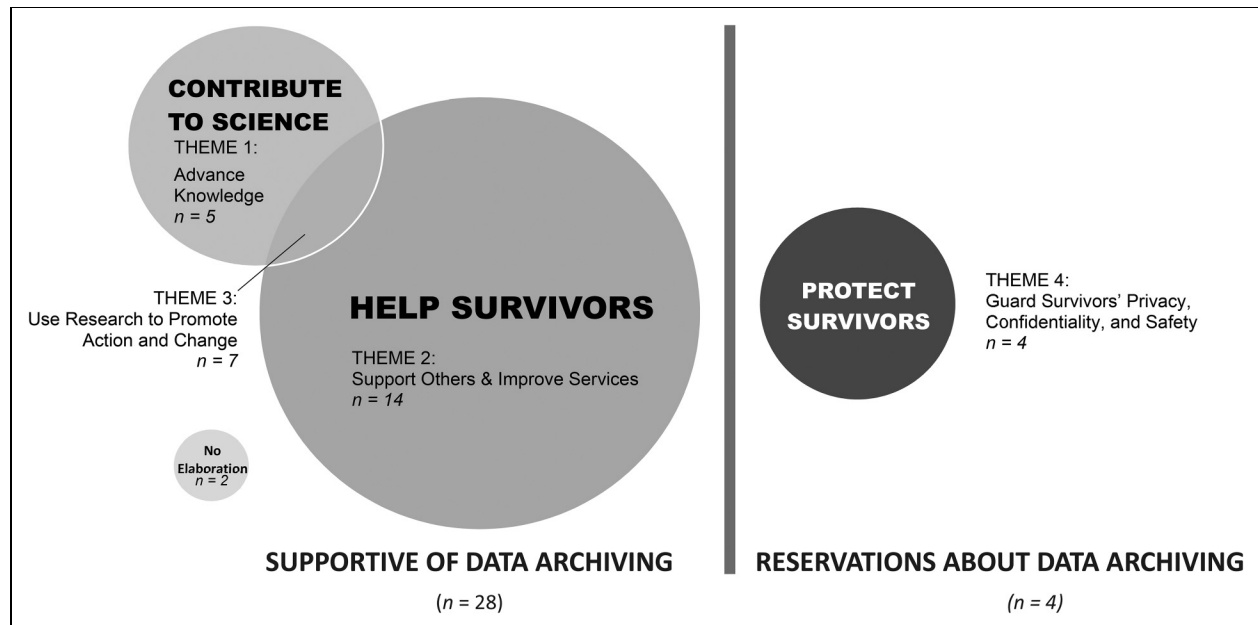 CONTRIBUTE
TO SCIENCE
THEME 1:
Advance
Knowledge
n = 5
THEME 3:
Use Research to Promote
Action and Change
n = 7
HELP SURVIVORS
THEME 2:
Support Others & Improve Services
n = 14
No
Elaboration
n = 2
SUPPORTIVE OF DATA ARCHIVING
(n = 28)
PROTECT
SURVIVORS
THEME 4:
Guard Survivors’ Privacy,
Confidentiality, and Safety
n = 4
RESERVATIONS ABOUT DATA ARCHIVING
(n = 4)